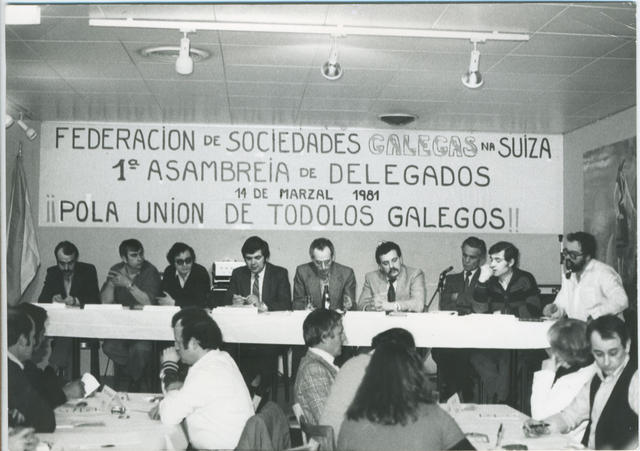 FEDERACION DE SOCIEDADES GALEGAS NA SUIZA
1ª ASAMBREIA DE DELEGADOS
14 DE MARZAL 1981
¡¡POLA UNION DE TODOLOS GALEGOS!!